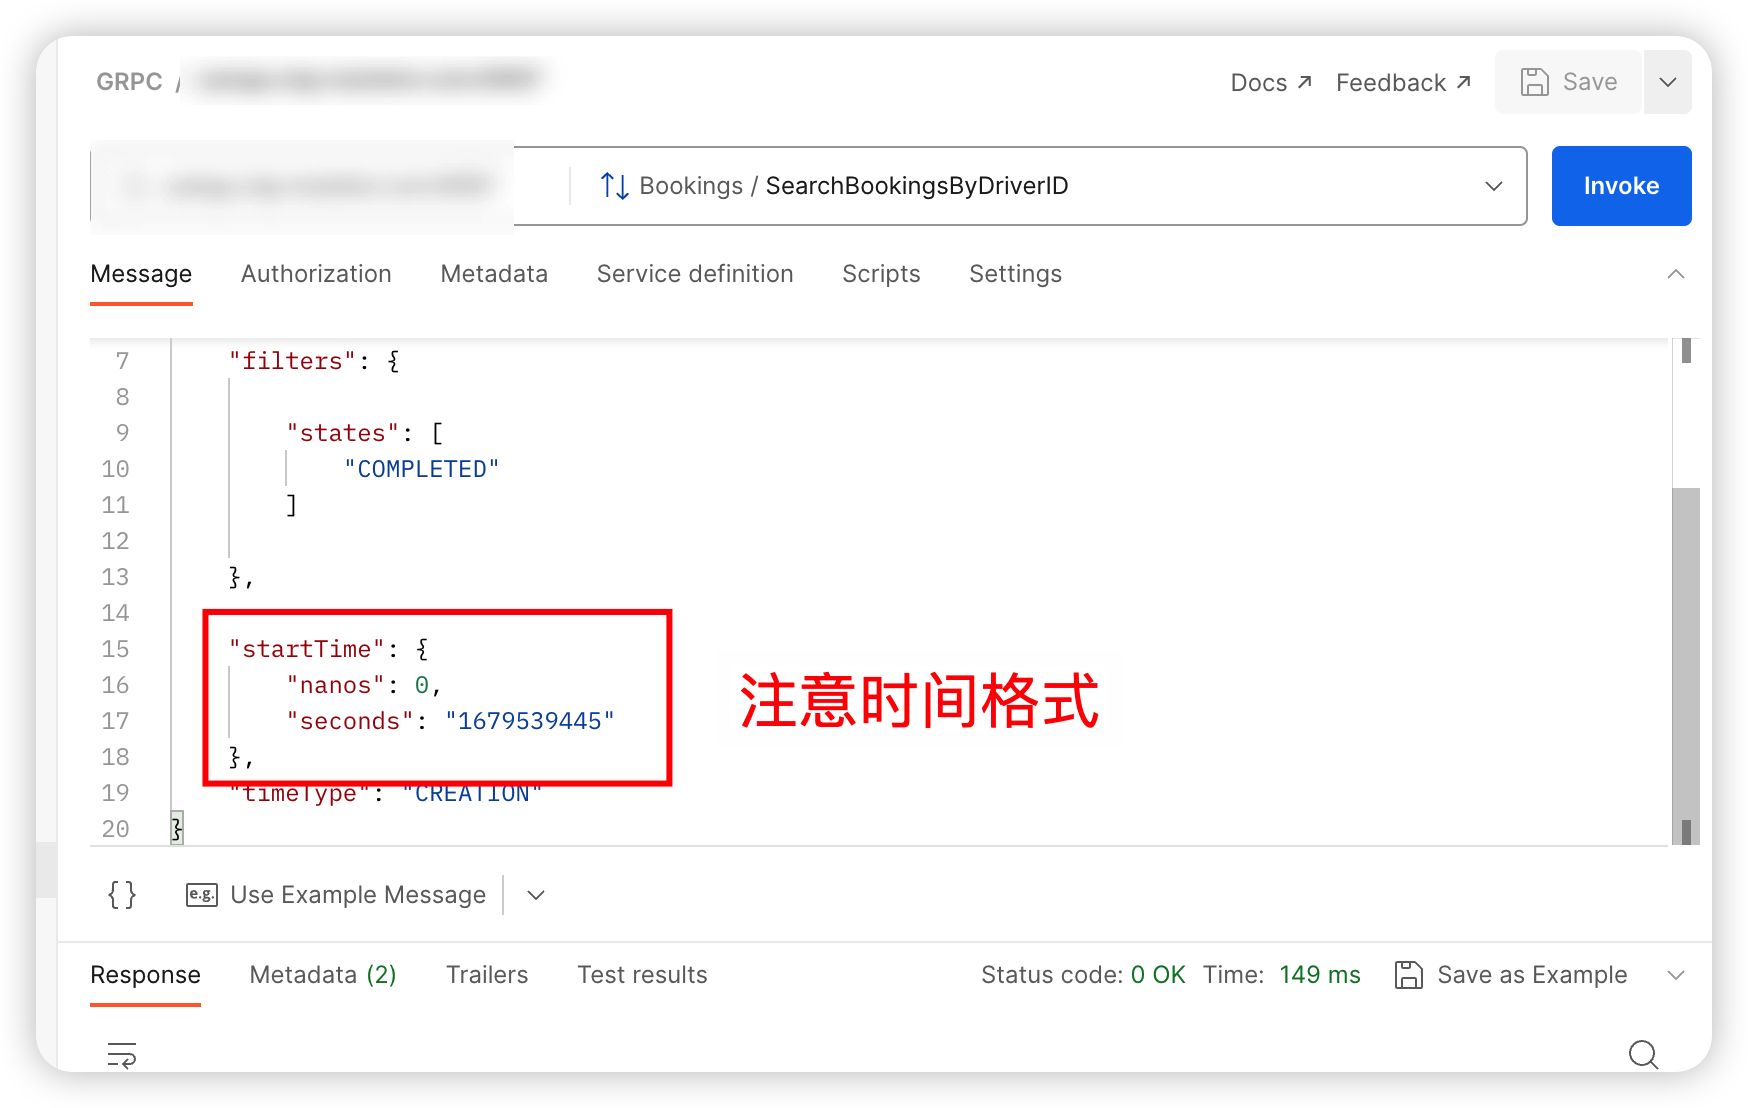 GRPC /
Docs ↗ Feedback ↗ Save
Bookings / SearchBookingsByDriverID
Invoke
Message Authorization Metadata Service definition Scripts Settings
7 "filters": {
8
9 "states": [
10 "COMPLETED"
11 ]
12
13 },
14
15 "startTime": {
16 "nanos": 0,
17 "seconds": "1679539445"
18 },
19 "timeType": "CREATION"
20 }
注意时间格式
{} e.g. Use Example Message
Response Metadata (2) Trailers Test results Status code: 0 OK Time: 149 ms Save as Example